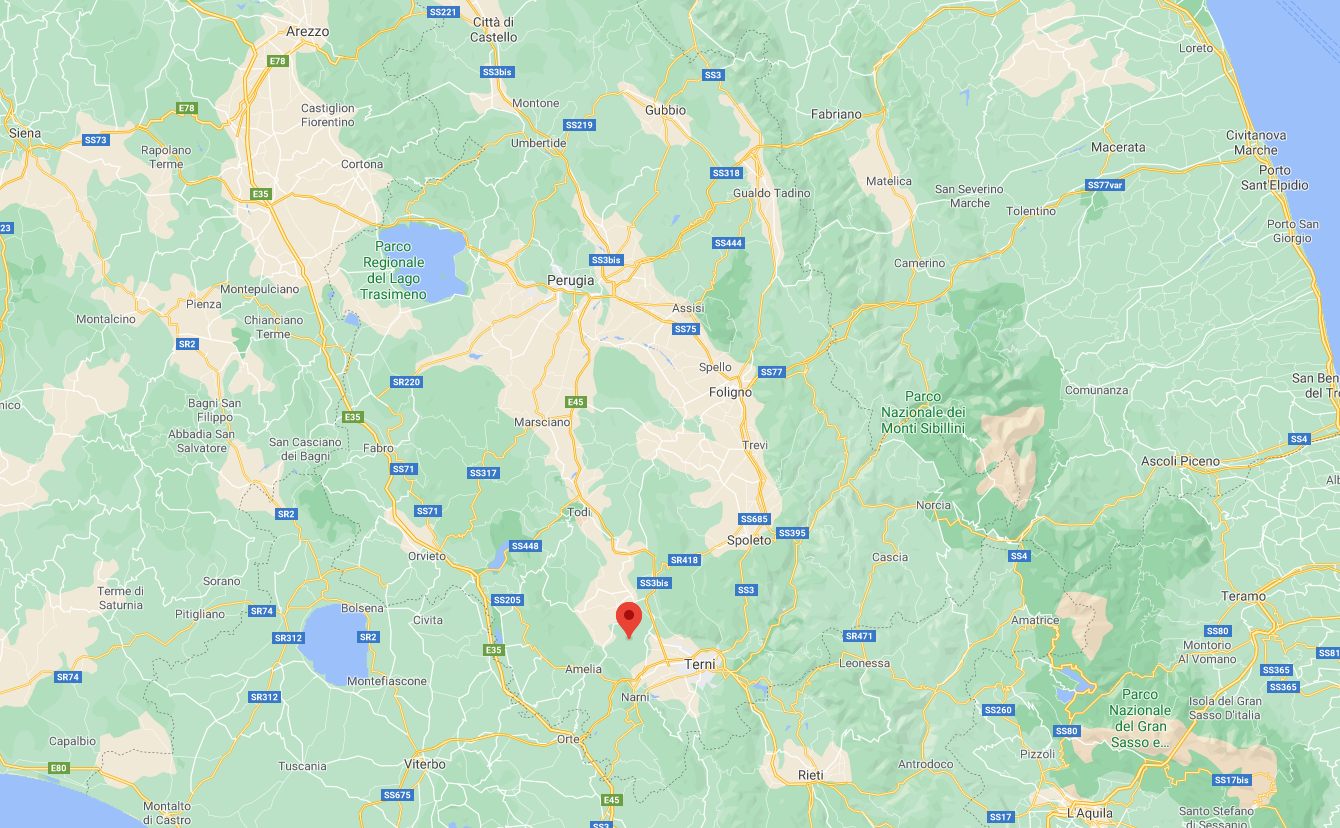 SS221
Città di
Castello
Arezzo
Loreto
E78
SS3bis
SS3
E78
Montone
Castiglion
Fiorentino
Gubbio
Fabriano
SS219
Siena
SS73
Umbertide
Civitanova
Marche
Macerata
Rapolano
Terme
Cortona
SS318
Matelica
Porto
Sant'Elpidio
SS77var
E35
Gualdo Tadino
San Severino
Marche
Tolentino
23
Porto San
Giorgio
Parco
Regionale
del Lago
Trasimeno
SS444
SS3bis
Camerino
Perugia
Montepulciano
Pienza
Assisi
Montalcino
Chianciano
Terme
SS75
SR2
Spello
SS77
SR220
Foligno
San Ben
del Tro
Comunanza
Parco
Nazionale dei
Monti Sibillini
nico
Bagni San
Filippo
E45
E35
Marsciano
Abbadia San
Salvatore
San Casciano
dei Bagni
Fabro
Trevi
SS4
SS71
SS317
Ascoli Piceno
Alb
SR2
SS71
Todi
Norcia
SS685
SS395
Spoleto
SS448
Orvieto
SR418
Cascia
SS4
Sorano
SS3bis
SS3
Terme di
Saturnia
Pitigliano
SR74
Bolsena
SS205
Civita
Teramo
Amatrice
SS80
SR312
SR2
SR471
Montorio
Al Vomano
SS81
E35
Terni
Leonessa
Amelia
SR74
SS365
SS365
Montefiascone
SR312
Narni
Parco
Nazionale
del Gran
Sasso e...
Isola del Gran
Sasso D'italia
SS260
SS80
Capalbio
Orte
Pizzoli
E80
Tuscania
Viterbo
Rieti
Antrodoco
SS17bis
SS675
E45
Montalto
di Castro
SS3
SS17
L'Aquila
Santo Stefano
di Sessanio